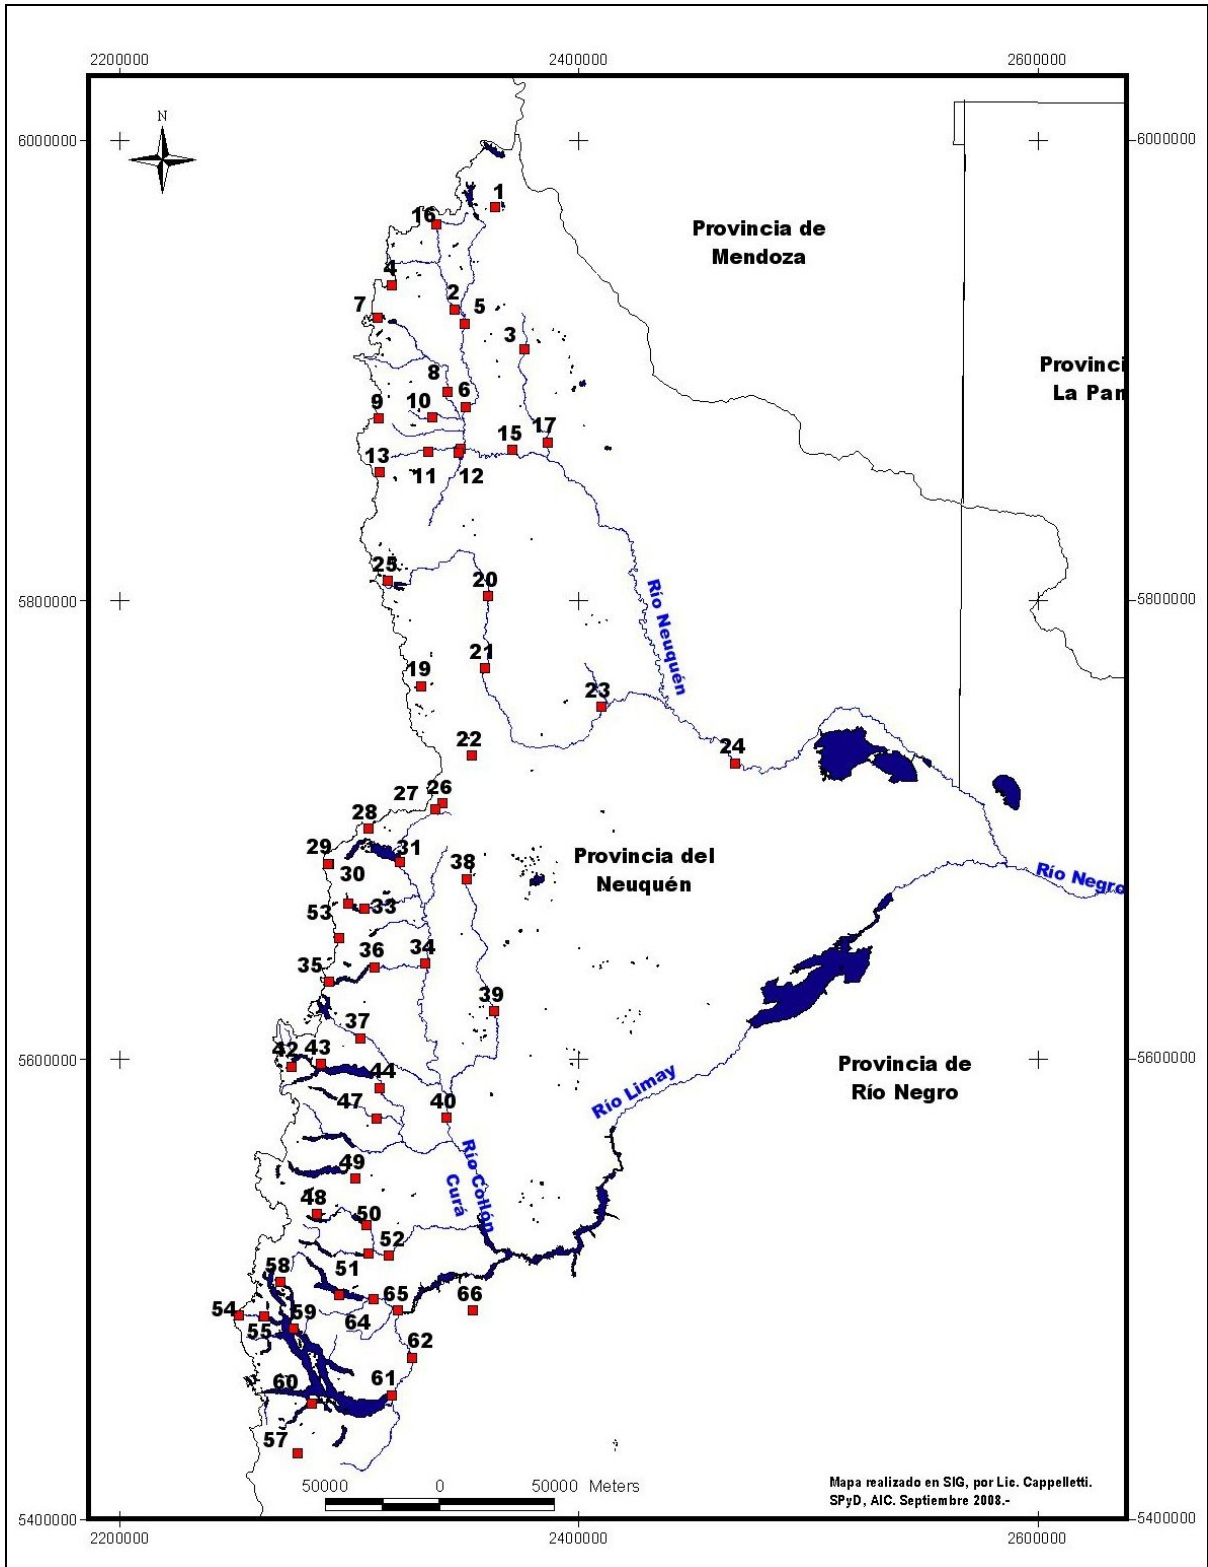 2200000 2400000 2600000
6000000 6000000
N
1
16
Provincia de
Mendoza
4
2
7 5
3
Provinci
La Pan
8
6
9 10
17
15
13
11 12
25
20
5800000 5800000
Río Neuquén
21
19
23
22
24
26
27
28
29 31
30
Provincia del
Neuquén
38
Río Negro
33
53
34
36
35
39
37
43
42
Provincia de
Río Negro
5600000 5600000
44
Río Limay
47 40
49
Río Collón
Curá
48
50
52
51
58
65 66
54
59
55 64
62
61
60
57
50000 0 50000 Meters
Mapa realizado en SIG, por Lic. Cappelletti.
SPyD, AIC. Septiembre 2008.-
5400000 5400000
2200000 2400000 2600000